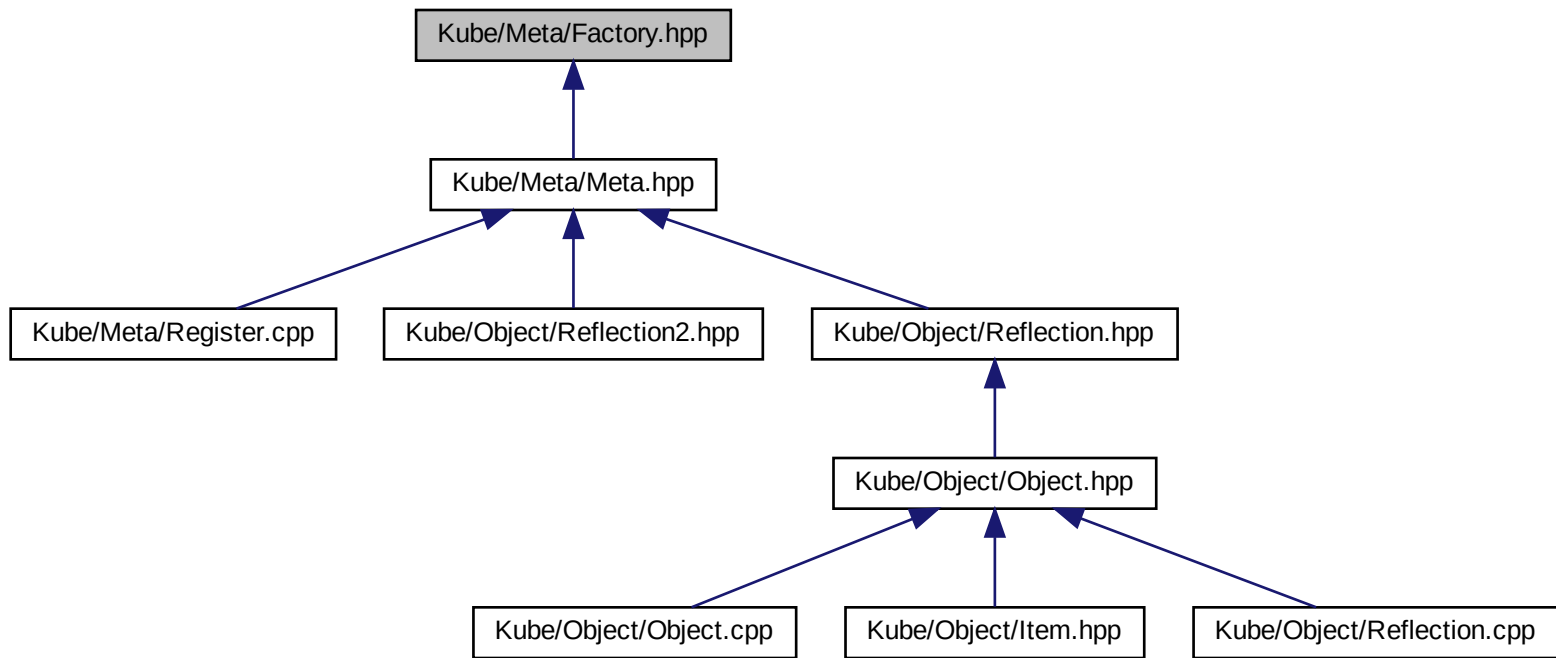 Kube/Meta/Factory.hpp
Kube/Meta/Meta.hpp
Kube/Meta/Register.cpp
Kube/Object/Reflection2.hpp
Kube/Object/Reflection.hpp
Kube/Object/Object.hpp
Kube/Object/Object.cpp
Kube/Object/Item.hpp
Kube/Object/Reflection.cpp